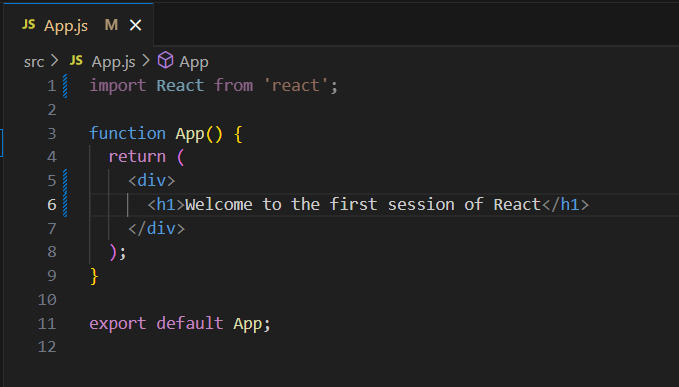 JS App.js M ×
src > JS App.js > App
1 import React from 'react';
2
3 function App() {
4   return (
5     <div>
6       <h1>Welcome to the first session of React</h1>
7     </div>
8   );
9 }
10
11 export default App;
12